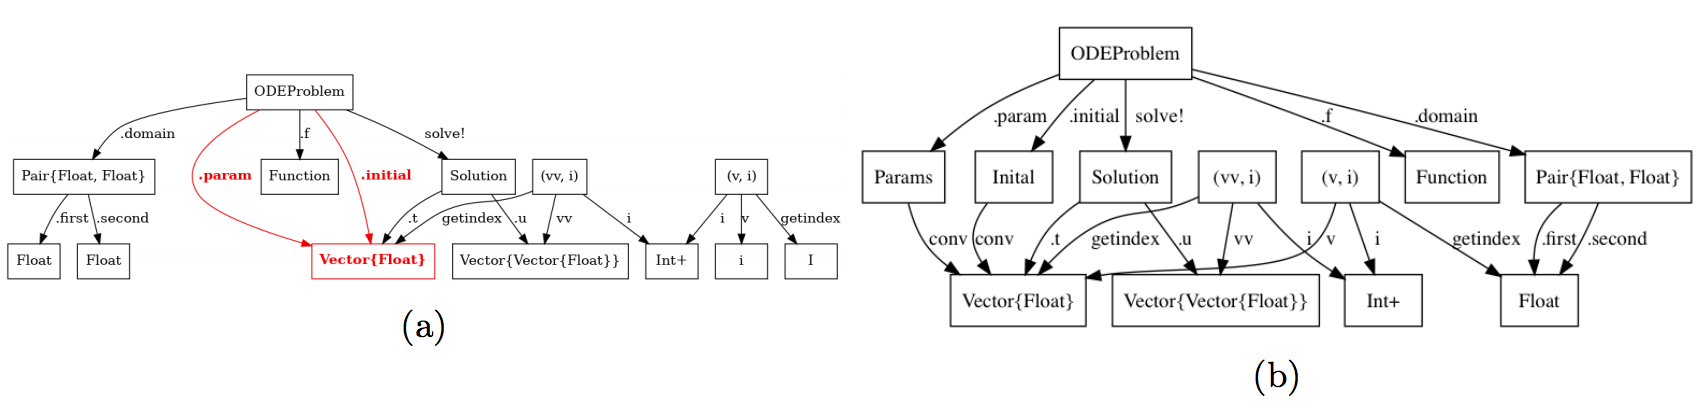 ODEProblem
.domain
.param
.f
.initial
solve!
Pair{Float, Float}
Function
Solution
(vv, i)
(v, i)
.first
.second
.t
getindex
.u
vv
i
i
v
getindex
Float
Float
Vector{Float}
Vector{Vector{Float}}
Int+
i
I
(a)
ODEProblem
.param
.initial
solve!
.f
.domain
Params
Inital
Solution
(vv, i)
(v, i)
Function
Pair{Float, Float}
conv
conv
.t
getindex
.u
vv
i
v
i
getindex
.first
.second
Vector{Float}
Vector{Vector{Float}}
Int+
Float
(b)